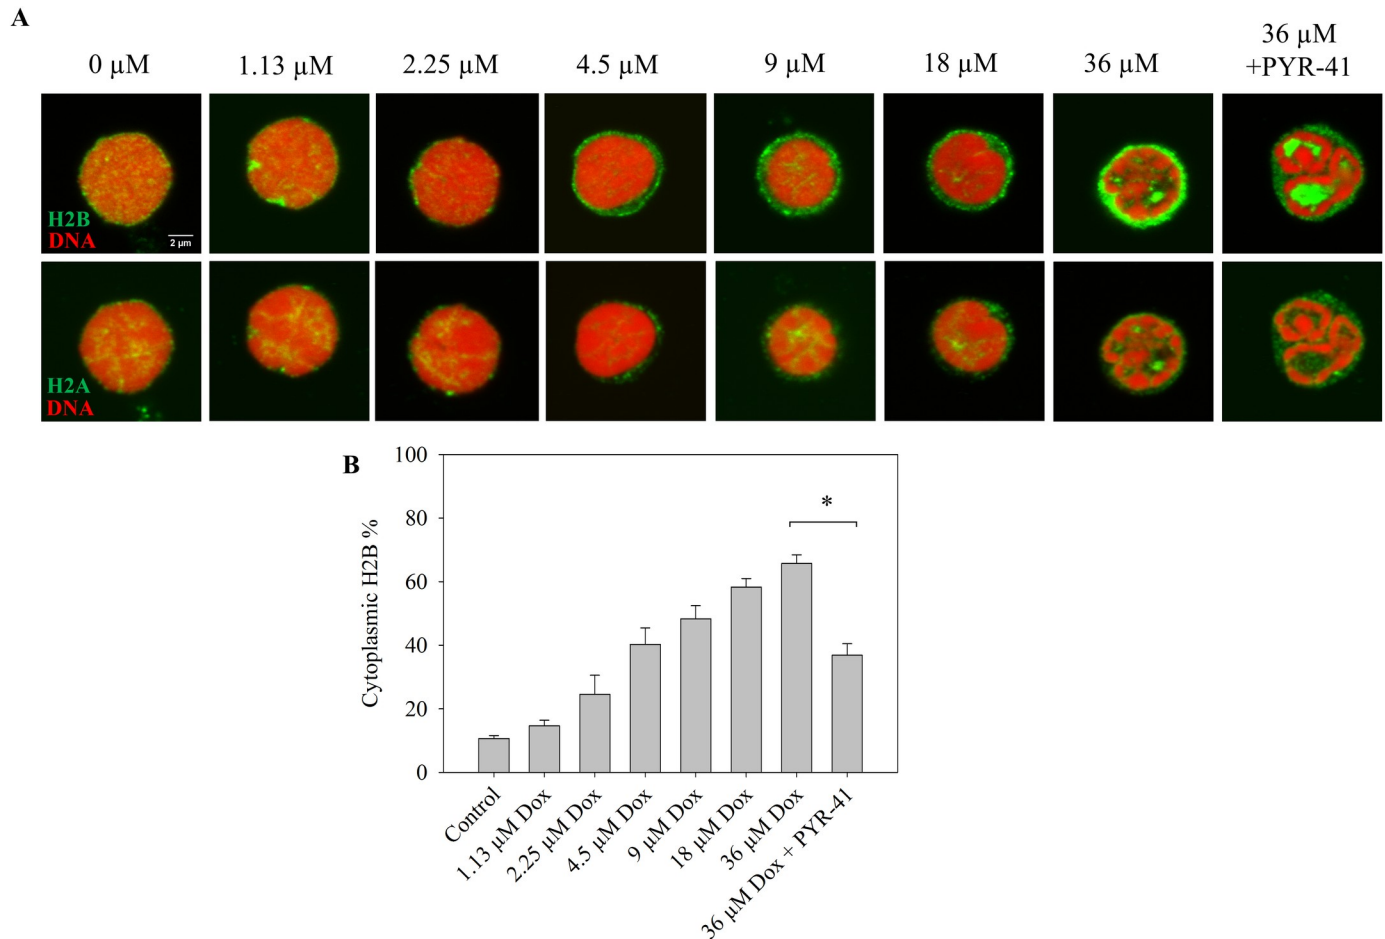 A
0 µM
1.13 µM
2.25 µM
4.5 µM
9 µM
18 µM
36 µM
36 µM
+PYR-41
H2B
DNA
2 µm
H2A
DNA
B
Cytoplasmic H2B %
100
80
60
40
20
0
*
Control
1.13 µM Dox
2.25 µM Dox
4.5 µM Dox
9 µM Dox
18 µM Dox
36 µM Dox
36 µM Dox + PYR-41